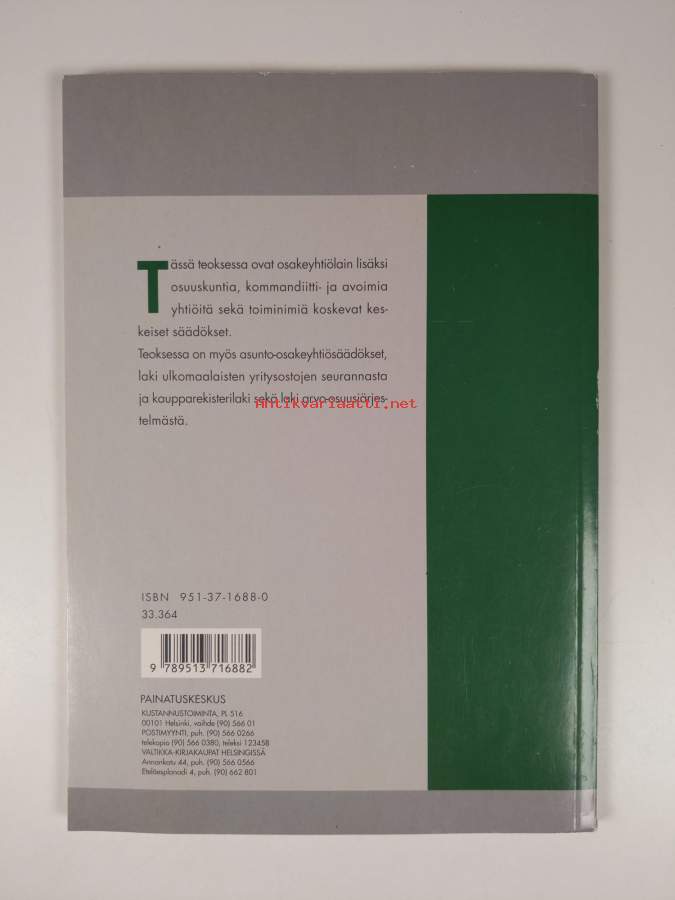 Tässä teoksessa ovat osakeyhtiölain lisäksi
osuuskuntia, kommandiitti- ja avoimia
yhtiöitä sekä toiminimiä koskevat kes-
keiset säädökset.
Teoksessa on myös asunto-osakeyhtiösäädökset,
laki ulkomaalaisten yritysostojen seurannasta
ja kaupparekisterilaki sekä laki arvo-osuusjärjes-
antikvariaatti.net
telmästä.
ISBN 951-37-1688-0
33.364
9 789513 716882
PAINATUSKESKUS
KUSTANNUSTOIMINTA, PL 516
00101 Helsinki, vaihde (90) 566 01
POSTIMYYNTI, puh. (90) 566 0266
telekopio (90) 566 0380, teleksi 123458
VALTIKKA-KIRJAKAUPAT HELSINGISSÄ
Annankatu 44, puh. (90) 566 0566
Eteläesplanadi 4, puh. (90) 662 801